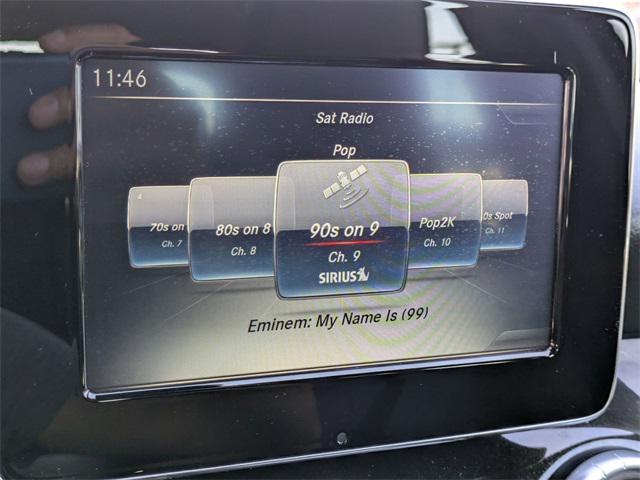 11:46
Sat Radio
Pop
70s on
Ch. 7
80s on 8
Ch. 8
90s on 9
Ch. 9
SIRIUS
Pop2K
Ch. 10
0s Spot
Ch. 11
Eminem: My Name Is (99)